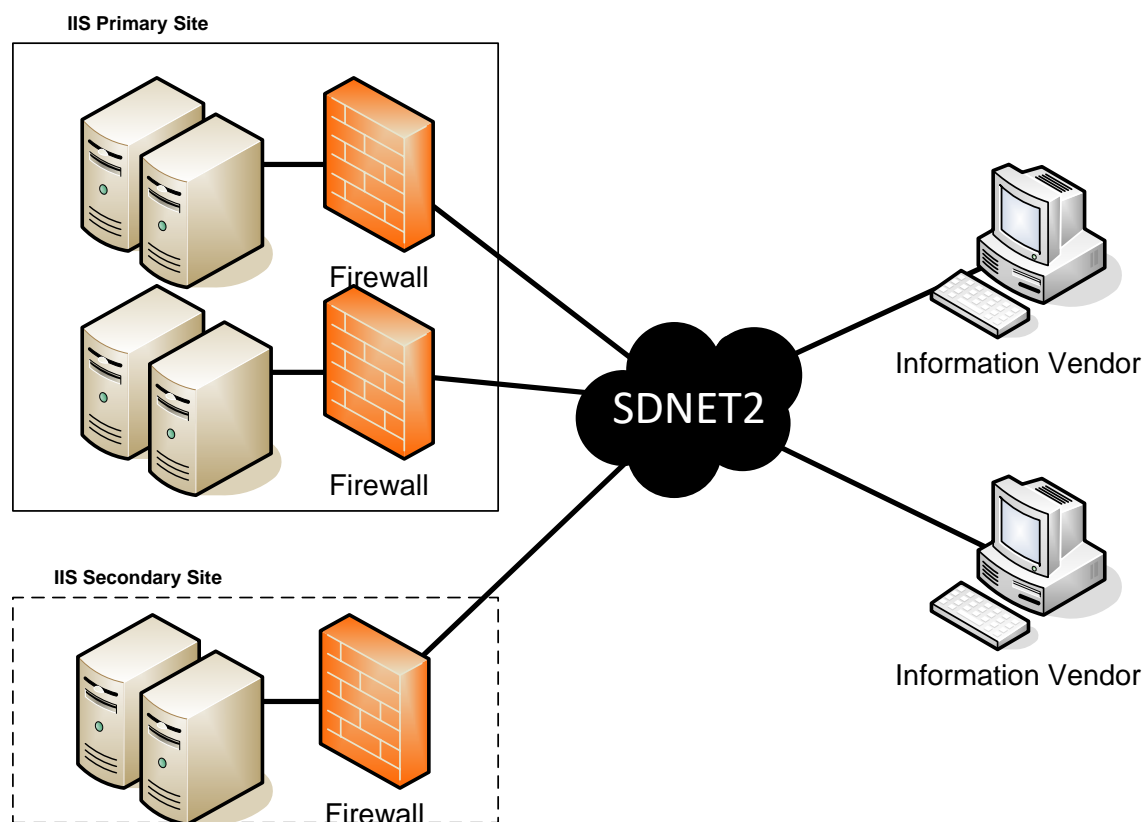 IIS Primary Site
Firewall
Firewall
SDNET2
Information Vendor
Information Vendor
IIS Secondary Site
Firewall